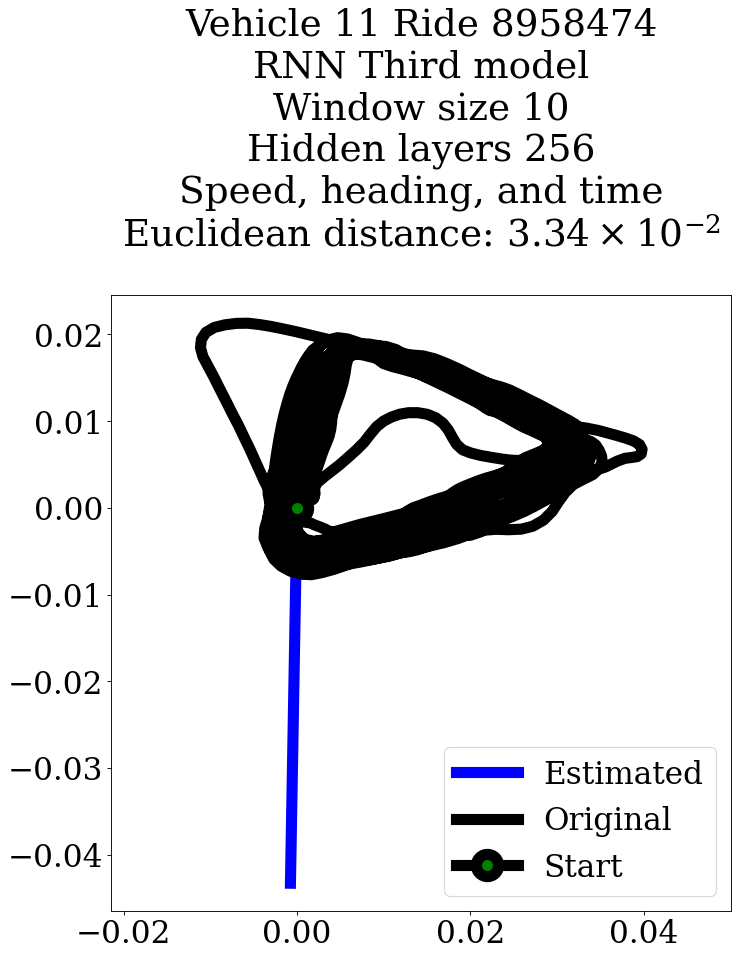 Vehicle 11 Ride 8958474
RNN Third model
Window size 10
Hidden layers 256
Speed, heading, and time
Euclidean distance: 3.34 × 10⁻²
0.02
0.01
0.00
−0.01
−0.02
−0.03
−0.04
Estimated
Original
Start
−0.02 0.00 0.02 0.04